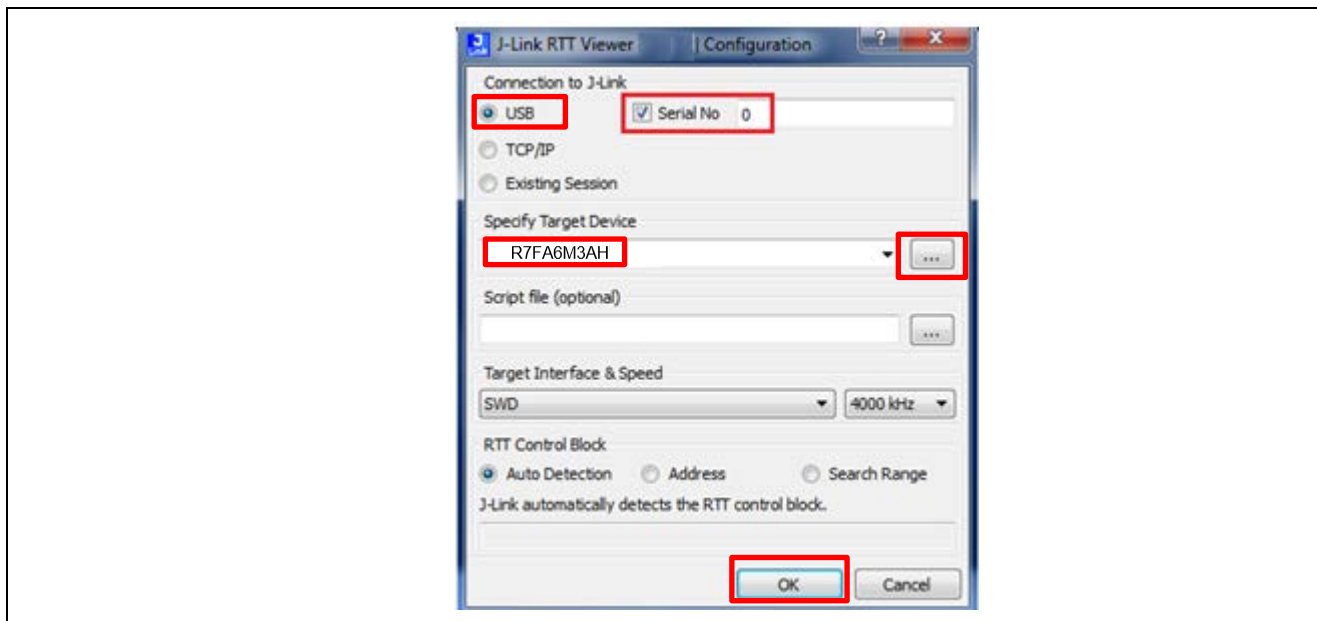 J-Link RTT Viewer | Configuration
Connection to J-Link
USB Serial No 0
TCP/IP
Existing Session
Specify Target Device
R7FA6M3AH ...
Script file (optional)
...
Target Interface & Speed
SWD 4000 kHz
RTT Control Block
Auto Detection Address Search Range
J-Link automatically detects the RTT control block.
OK Cancel